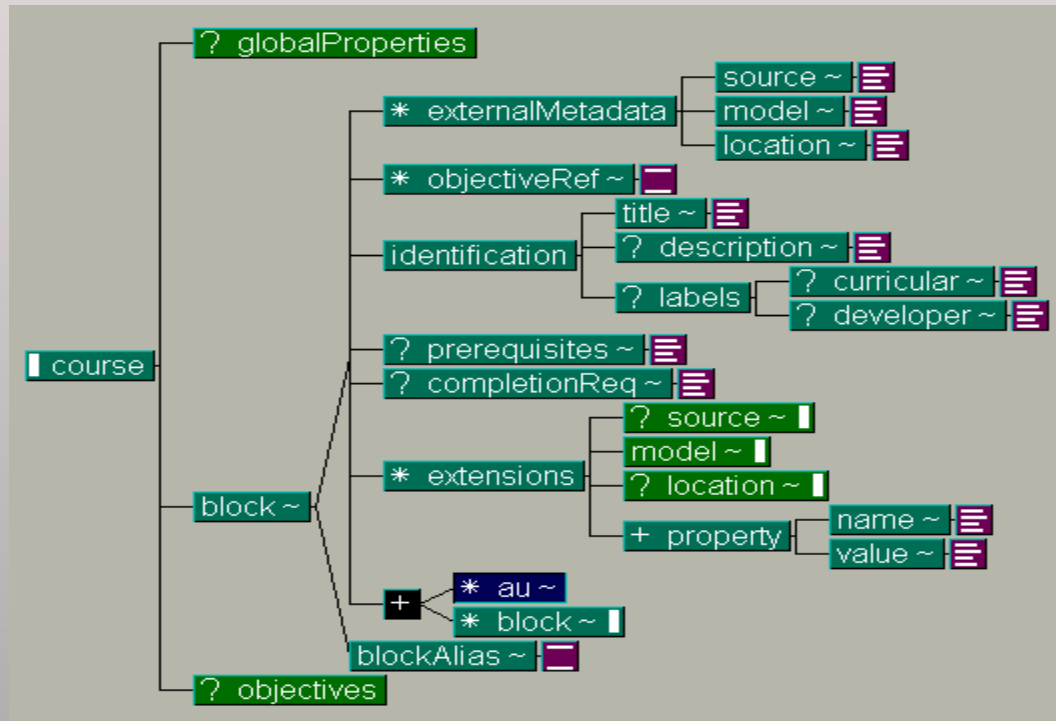 ? globalProperties
source ~
* externalMetadata
model ~
location ~
* objectiveRef ~
title ~
identification
? description ~
? labels
? curricular ~
? developer ~
? prerequisites ~
course
? completionReq ~
? source ~
model ~
* extensions
? location ~
block ~
name ~
+ property
value ~
* au ~
+
* block ~
blockAlias ~
? objectives